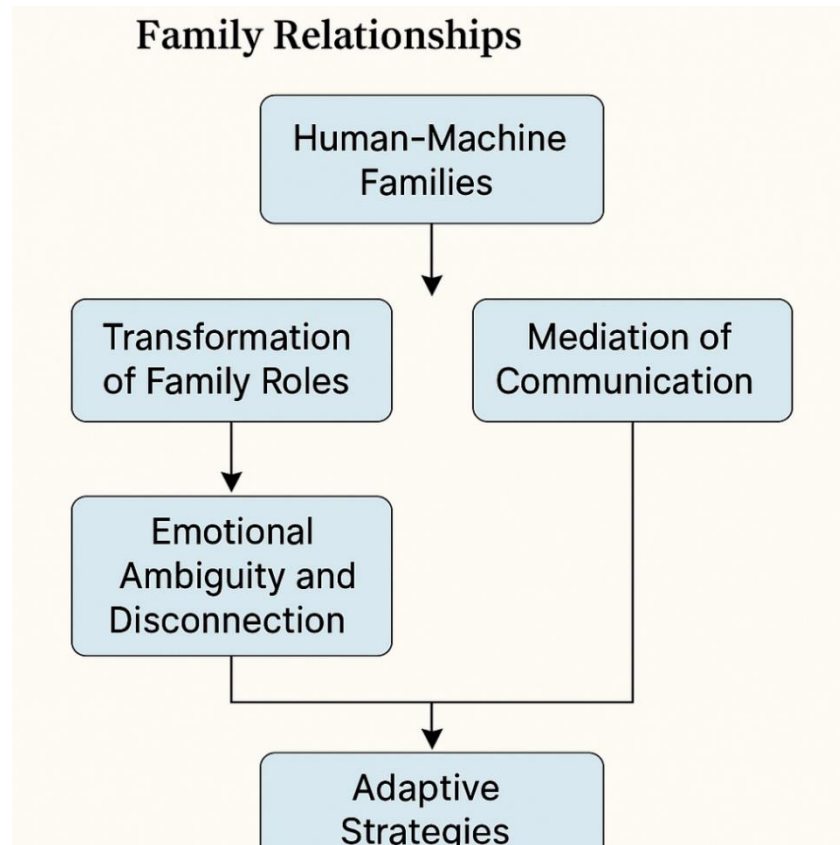 Family Relationships
Human-Machine
Families
Transformation
of Family Roles
Mediation of
Communication
Emotional
Ambiguity and
Disconnection
Adaptive
Strategies